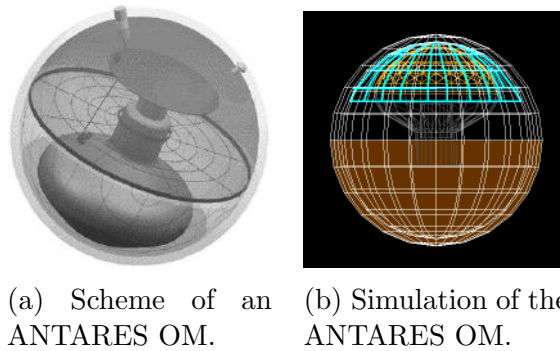 (a) Scheme of an
ANTARES OM.
(b) Simulation of the
ANTARES OM.